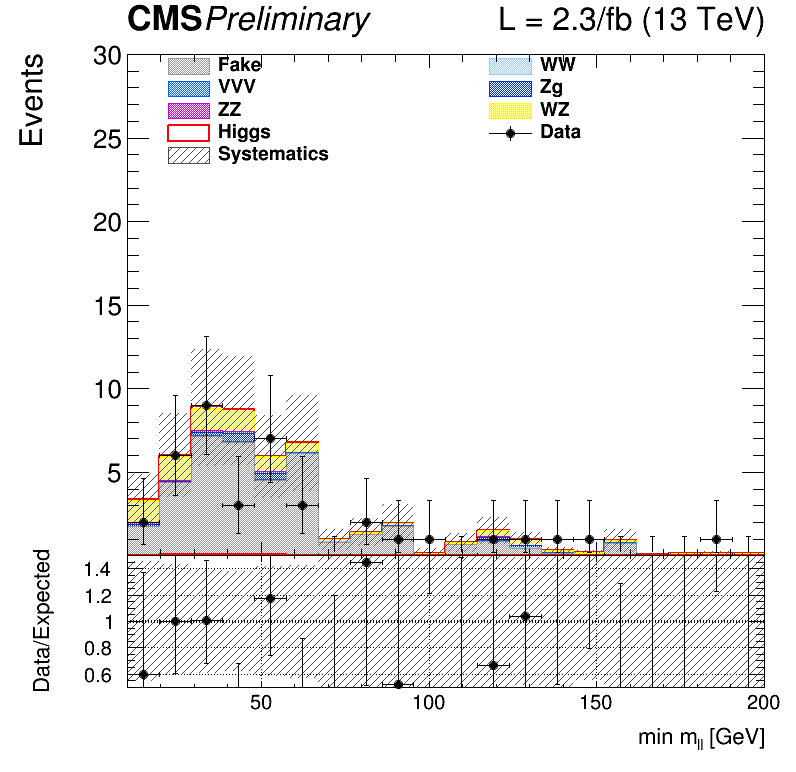 CMS Preliminary L = 2.3/fb (13 TeV)
Events
30
25
20
15
10
5
Fake
VVV
ZZ
Higgs
Systematics
WW
Zg
WZ
Data
Data/Expected
1.4
1.2
1
0.8
0.6
50 100 150 200
min mll [GeV]